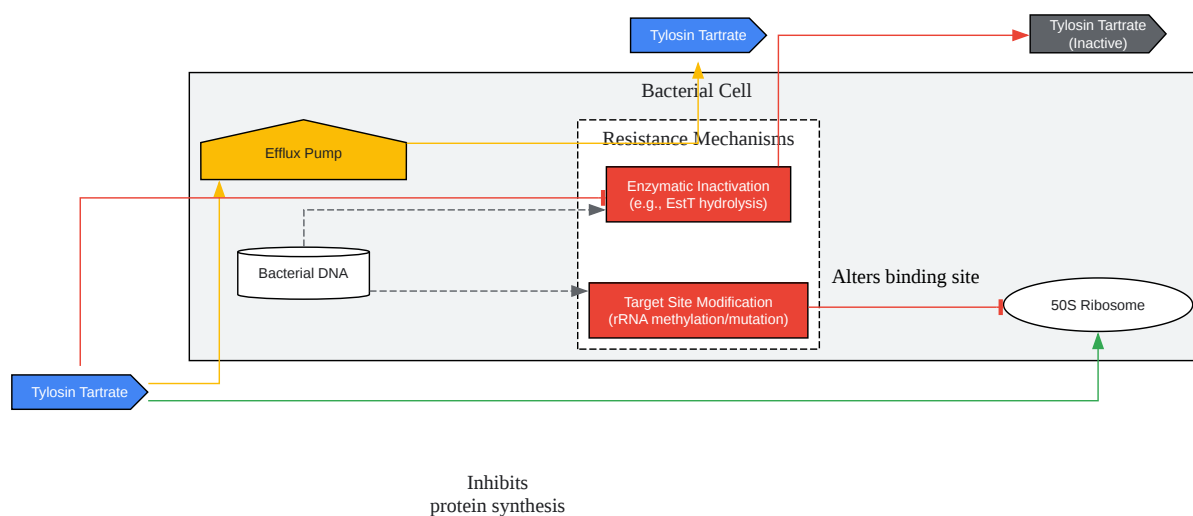 Tylosin Tartrate
Tylosin Tartrate
(Inactive)
Bacterial Cell
Resistance Mechanisms
Efflux Pump
Enzymatic Inactivation
(e.g., EstT hydrolysis)
Bacterial DNA
Alters binding site
Target Site Modification
(rRNA methylation/mutation)
50S Ribosome
Tylosin Tartrate
Inhibits
protein synthesis